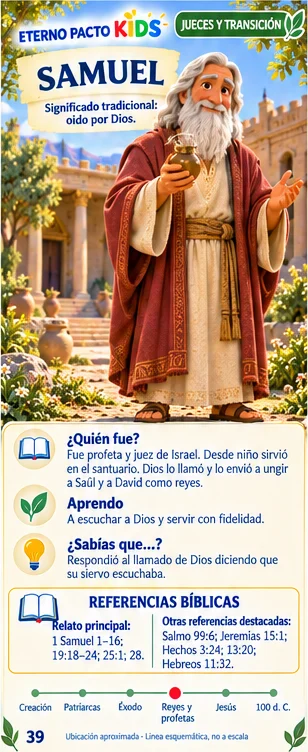 ETERNO PACTO KIDS
JUECES Y TRANSICIÓN
SAMUEL
Significado tradicional:
oido por Dios.
¿Quién fue?
Fue profeta y juez de Israel. Desde niño sirvió
en el santuario. Dios lo llamó y lo envió a ungir
a Saúl y a David como reyes.
Aprendo
A escuchar a Dios y servir con fidelidad.
¿Sabías que...?
Respondió al llamado de Dios diciendo que
su siervo escuchaba.
REFERENCIAS BÍBLICAS
Relato principal:
1 Samuel 1–16;
19:18–24; 25:1; 28.
Otras referencias destacadas:
Salmo 99:6; Jeremias 15:1;
Hechos 3:24; 13:20;
Hebreos 11:32.
Creación
Patriarcas
Éxodo
Reyes y
profetas
Jesús
100 d. C.
39
Ubicación aproximada - Linea esquemática, no a escala